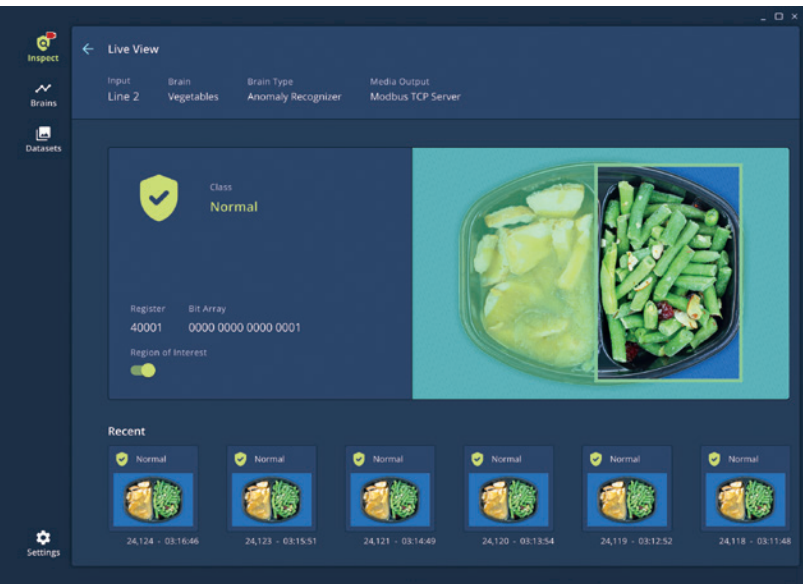 Inspect
Brains
Datasets
Settings
Live View
Input Brain Brain Type Media Output
Line 2 Vegetables Anomaly Recognizer Modbus TCP Server
Class
Normal
Register Bit Array
40001 0000 0000 0000 0001
Region of Interest
Recent
Normal Normal Normal Normal Normal Normal
24,124 - 03:16:46 24,123 - 03:15:51 24,121 - 03:14:49 24,120 - 03:13:54 24,119 - 03:12:52 24,118 - 03:11:48